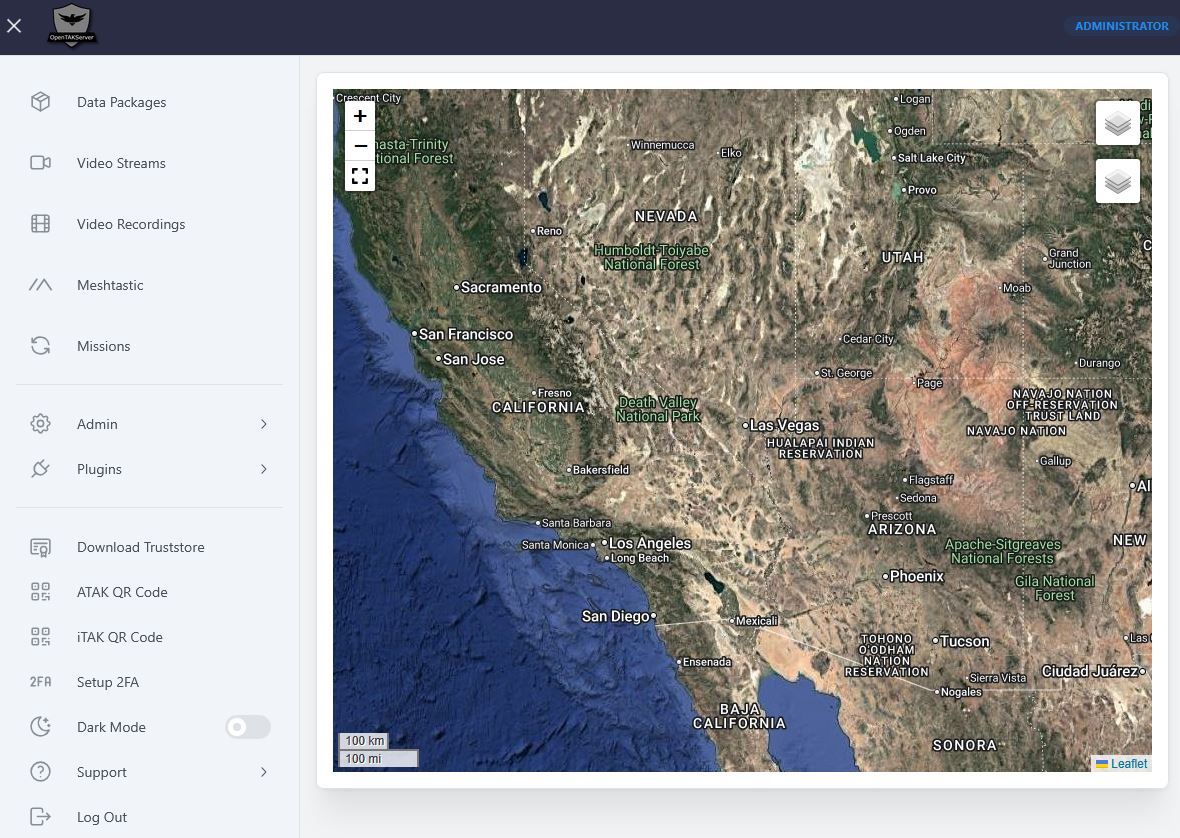 OpenTAKServer
ADMINISTRATOR
Data Packages
Video Streams
Video Recordings
Meshtastic
Missions
Admin
Plugins
Download Truststore
ATAK QR Code
iTAK QR Code
2FA Setup 2FA
Dark Mode
Support
Log Out
+
−
Crescent City
Logan
Ogden
Salt Lake City
Provo
Winnemucca
Elko
National Forest
NEVADA
Reno
Humboldt-Toiyabe
National Forest
UTAH
Grand
Junction
Moab
Sacramento
San Francisco
San Jose
Cedar City
St. George
Durango
Page
Fresno
CALIFORNIA
Death Valley
National Park
NAVAJO NATION
OFF-RESERVATION
TRUST LAND
NAVAJO NATION
Las Vegas
HUALAPAI INDIAN
RESERVATION
Gallup
Bakersfield
Flagstaff
Sedona
Prescott
ARIZONA
Santa Barbara
Santa Monica
Los Angeles
Long Beach
Apache-Sitgreaves
National Forests
NEW
Phoenix
Gila National
Forest
San Diego
Mexicali
TOHONO
O'ODHAM
NATION
RESERVATION
Tucson
Las
Ensenada
Sierra Vista
Ciudad Juárez
Nogales
BAJA
CALIFORNIA
SONORA
100 km
100 mi
Leaflet